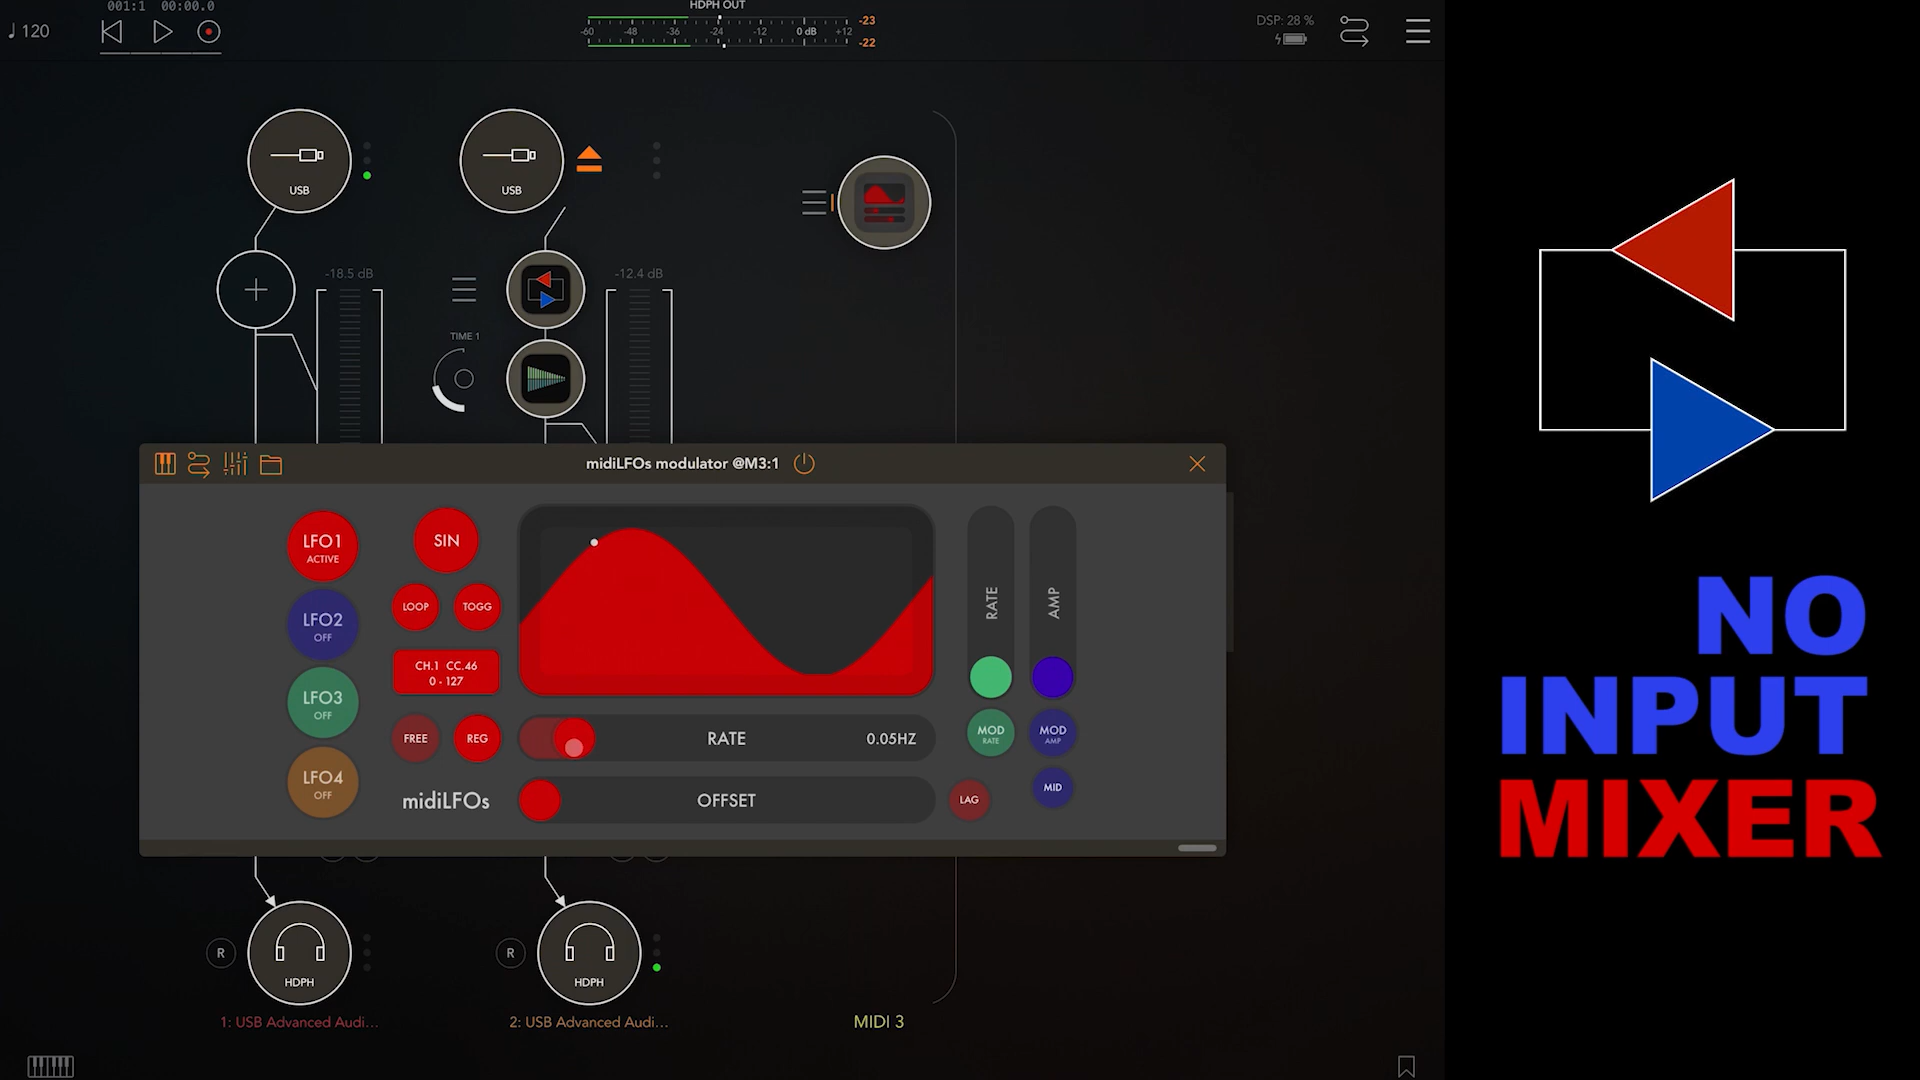 001:1 00:00.0
♩120
HDPH OUT
-60 -48 -36 -24 -12 0 dB +12
-23
-22
DSP: 28 %
USB
USB
-18.5 dB
-12.4 dB
TIME 1
midiLFOs modulator @M3:1
LFO1
ACTIVE
LFO2
OFF
LFO3
OFF
LFO4
OFF
SIN
LOOP
TOGG
CH.1 CC.46
0 - 127
FREE
REG
midiLFOs
RATE
0.05HZ
OFFSET
RATE
AMP
MOD
RATE
MOD
AMP
MID
LAG
R
HDPH
R
HDPH
1: USB Advanced Audi...
2: USB Advanced Audi...
MIDI 3
NO
INPUT
MIXER